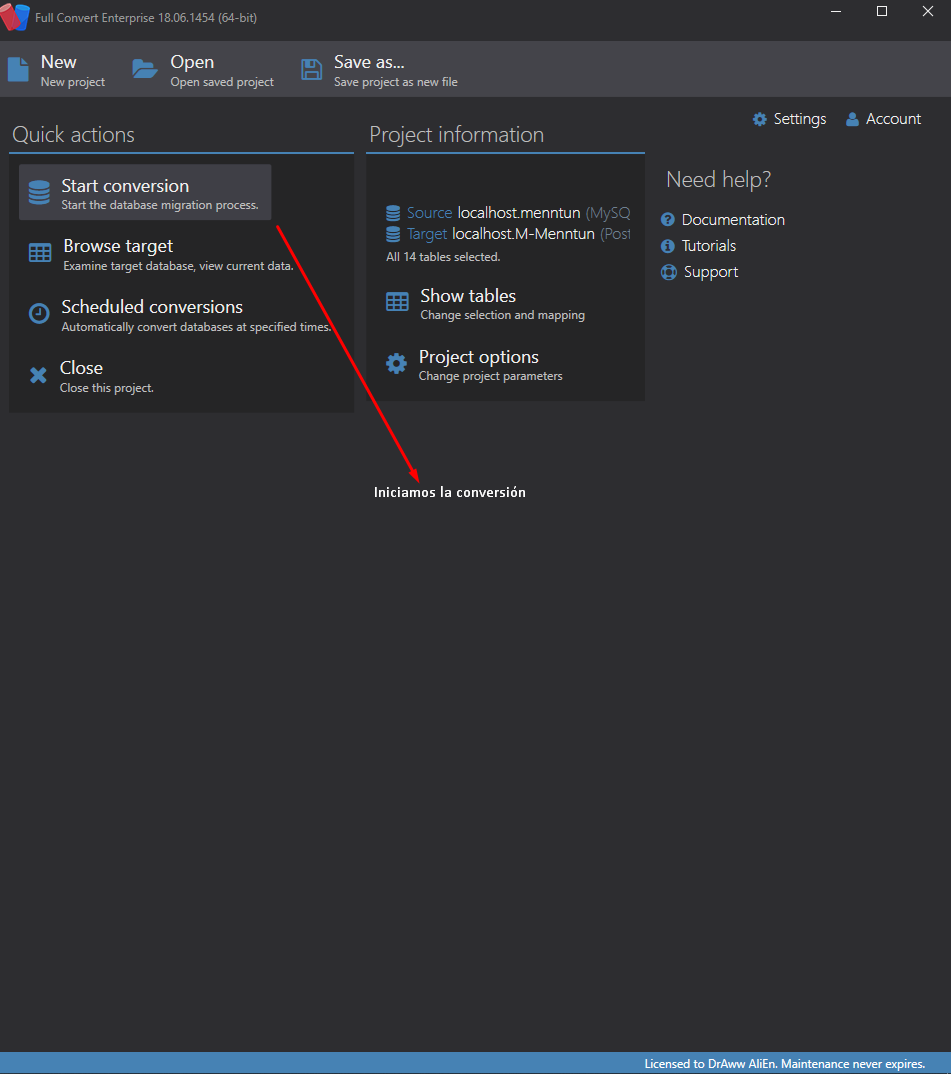 Full Convert Enterprise 18.06.1454 (64-bit)
New
New project
Open
Open saved project
Save as...
Save project as new file
Settings
Account
Quick actions
Start conversion
Start the database migration process.
Browse target
Examine target database, view current data.
Scheduled conversions
Automatically convert databases at specified times.
Close
Close this project.
Project information
Source localhost.menntun (MySQ
Target localhost.M-Menntun (Post
All 14 tables selected.
Show tables
Change selection and mapping
Project options
Change project parameters
Need help?
Documentation
Tutorials
Support
Iniciamos la conversión
Licensed to DrAww AliEn. Maintenance never expires.